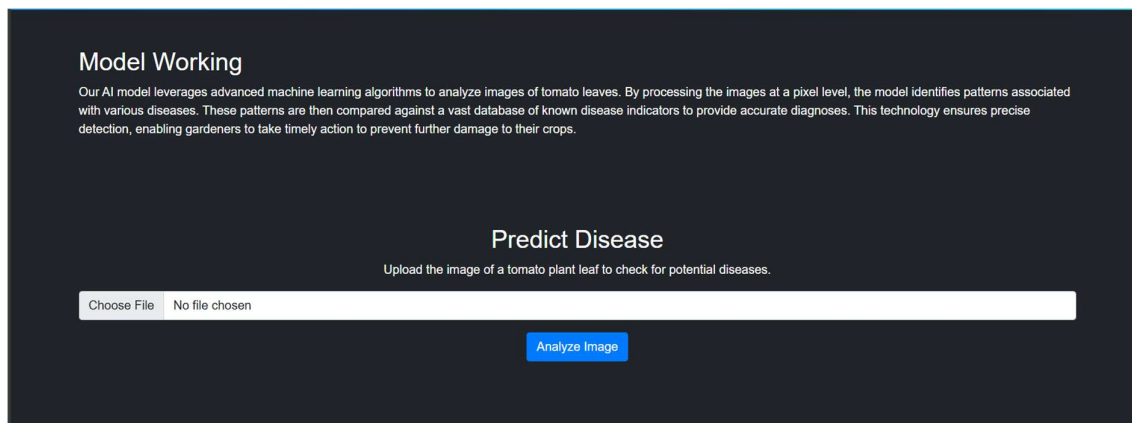 Model Working
Our AI model leverages advanced machine learning algorithms to analyze images of tomato leaves. By processing the images at a pixel level, the model identifies patterns associated
with various diseases. These patterns are then compared against a vast database of known disease indicators to provide accurate diagnoses. This technology ensures precise
detection, enabling gardeners to take timely action to prevent further damage to their crops.
Predict Disease
Upload the image of a tomato plant leaf to check for potential diseases.
Choose File No file chosen
Analyze Image